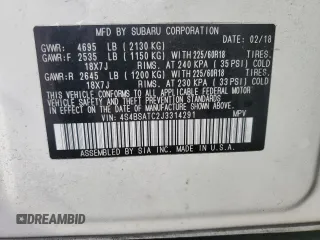 MFD BY SUBARU CORPORATION 02/18
GVWR: 4695 LB (2130 KG)
GAWR: F 2535 LB (1150 KG) WITH 225/60R18 TIRES,
18X7J RIMS, AT 240 KPA (35 PSI) COLD
GAWR: R 2645 LB (1200 KG) WITH 225/60R18 TIRES,
18X7J RIMS, AT 230 KPA (33 PSI) COLD
THIS VEHICLE CONFORMS TO ALL APPLICABLE FEDERAL MOTOR
VEHICLE SAFETY, BUMPER, AND THEFT PREVENTION STANDARDS
IN EFFECT ON THE DATE OF MANUFACTURE SHOWN ABOVE.
VIN: 4S4BSATC2J3314291 MPV
ASSEMBLED BY SIA INC. MADE IN U.S.A.
DREAMBID